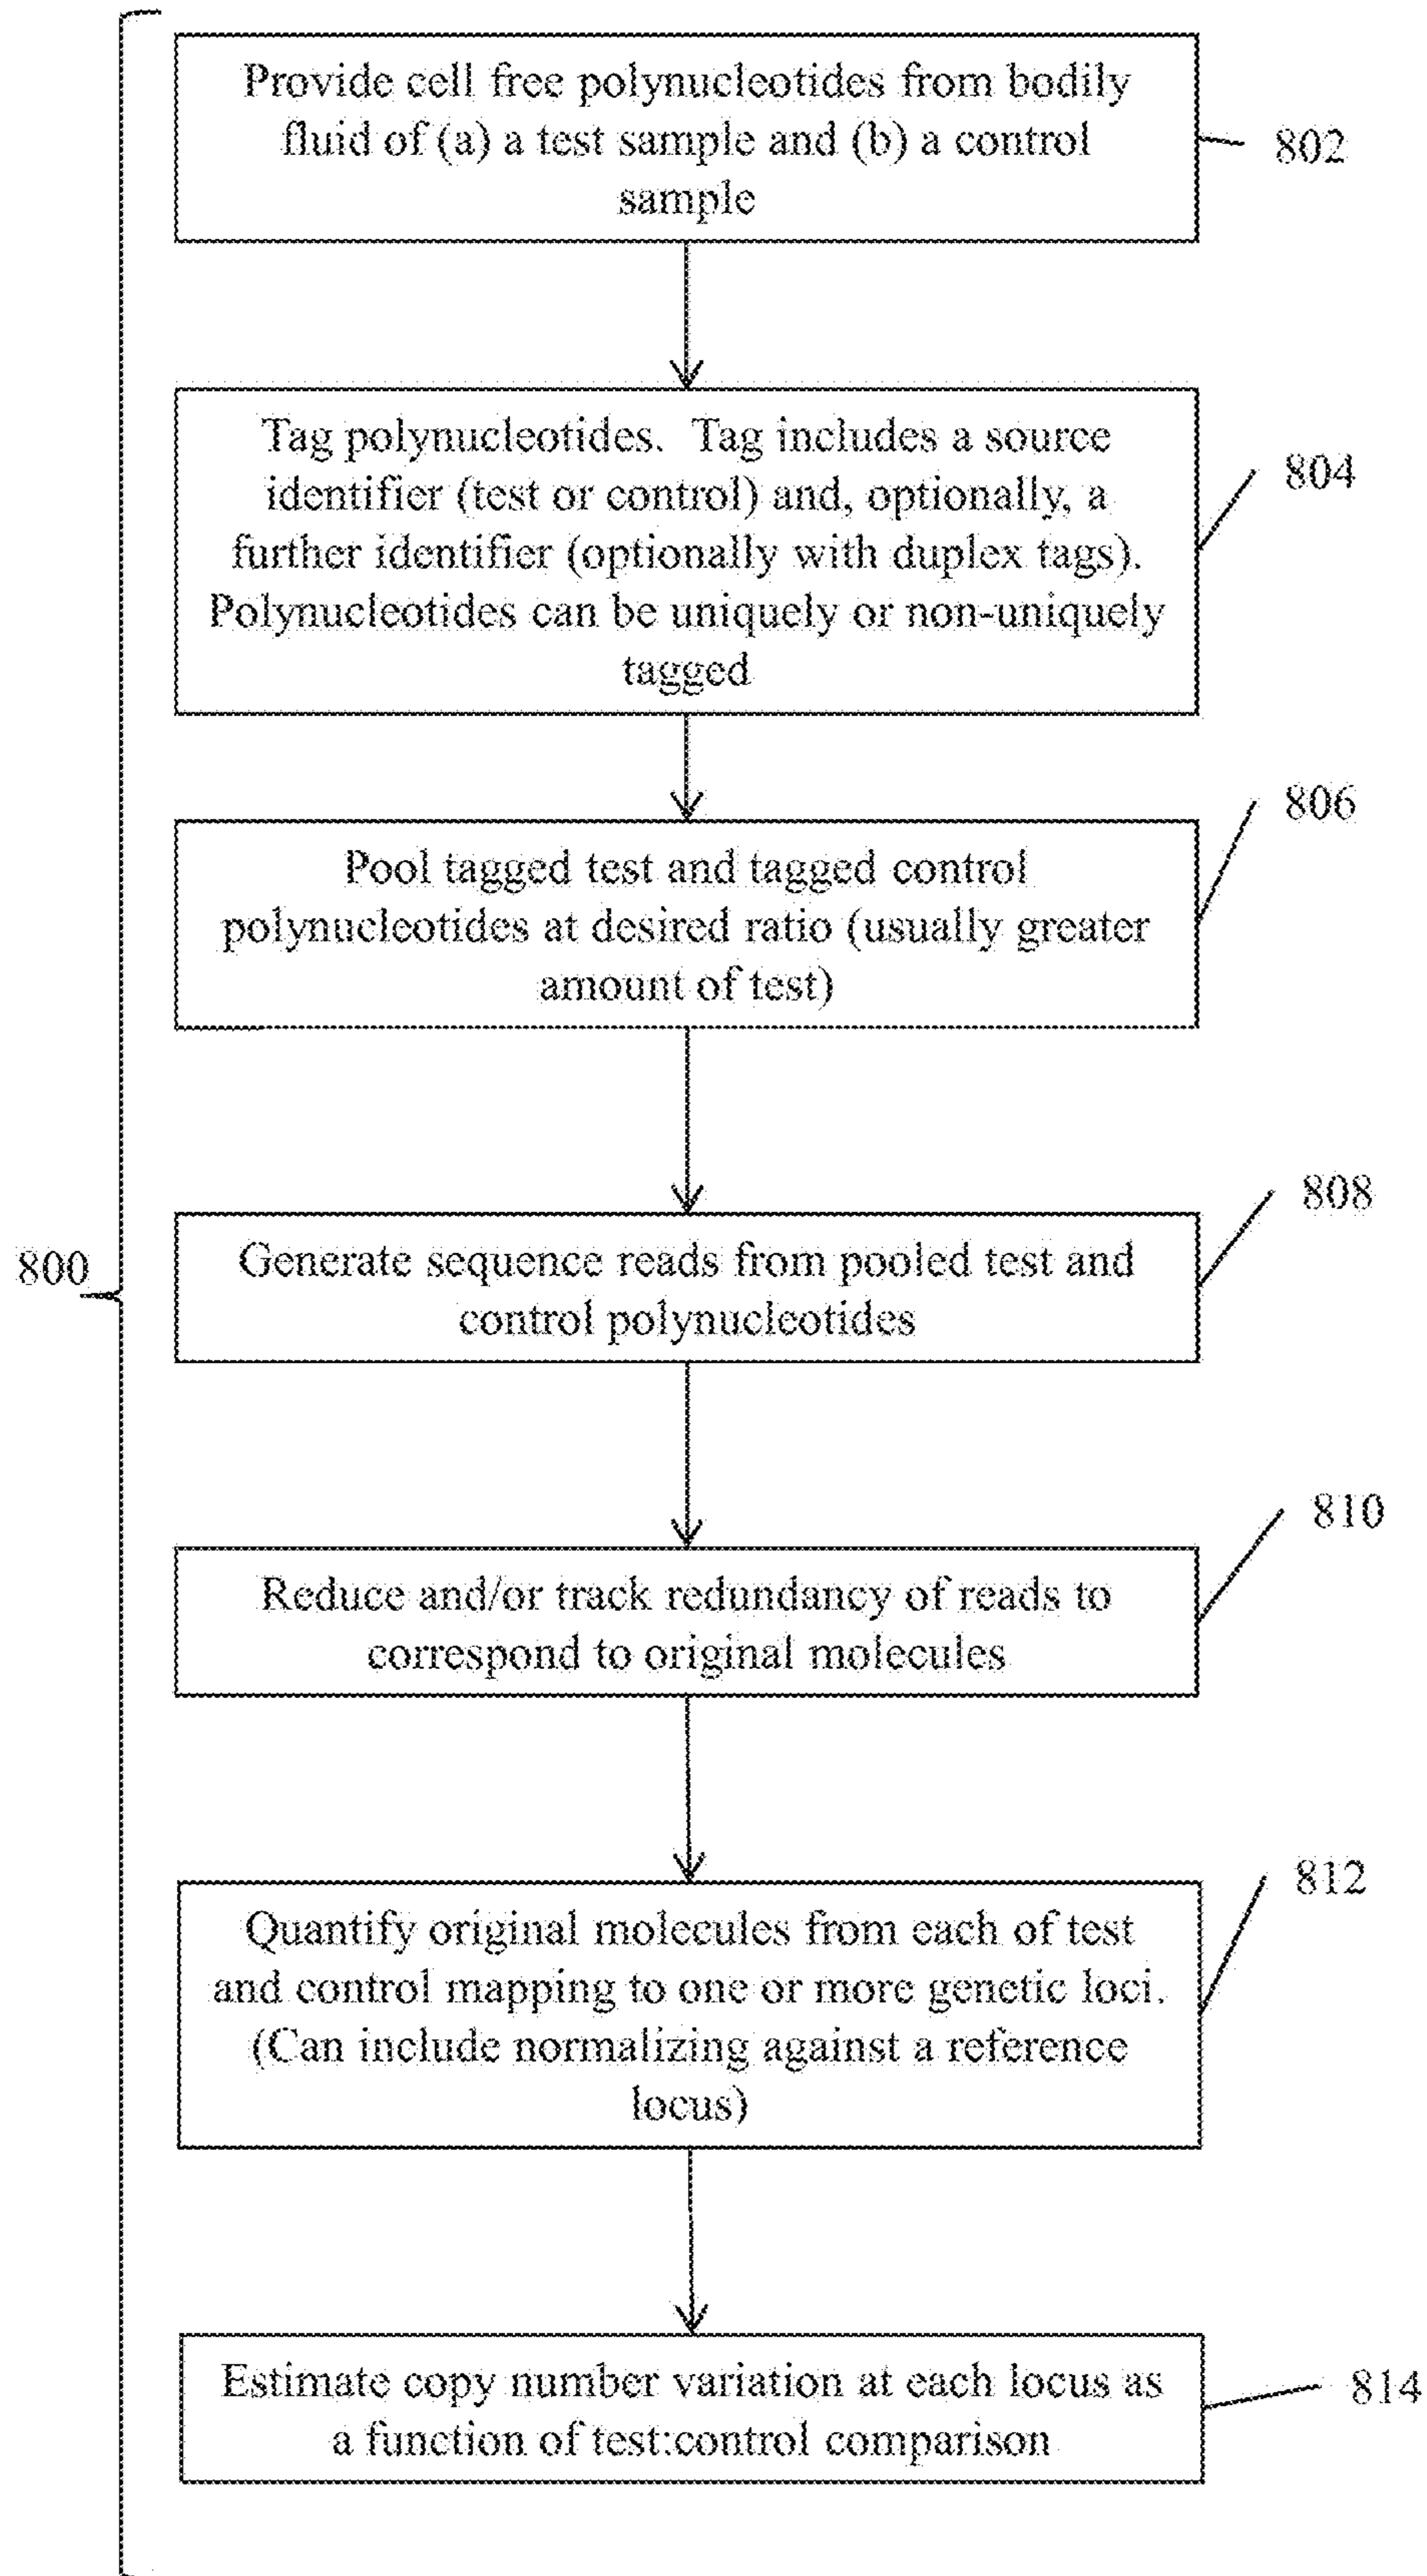 Provide cell free polynucleotides from bodily
fluid of (a) a test sample and (b) a control
sample
802
Tag polynucleotides. Tag includes a source
identifier (test or control) and, optionally, a
further identifier (optionally with duplex tags).
Polynucleotides can be uniquely or non-uniquely
tagged
804
Pool tagged test and tagged control
polynucleotides at desired ratio (usually greater
amount of test)
806
800
Generate sequence reads from pooled test and
control polynucleotides
808
Reduce and/or track redundancy of reads to
correspond to original molecules
810
Quantify original molecules from each of test
and control mapping to one or more genetic loci.
(Can include normalizing against a reference
locus)
812
Estimate copy number variation at each locus as
a function of test:control comparison
814